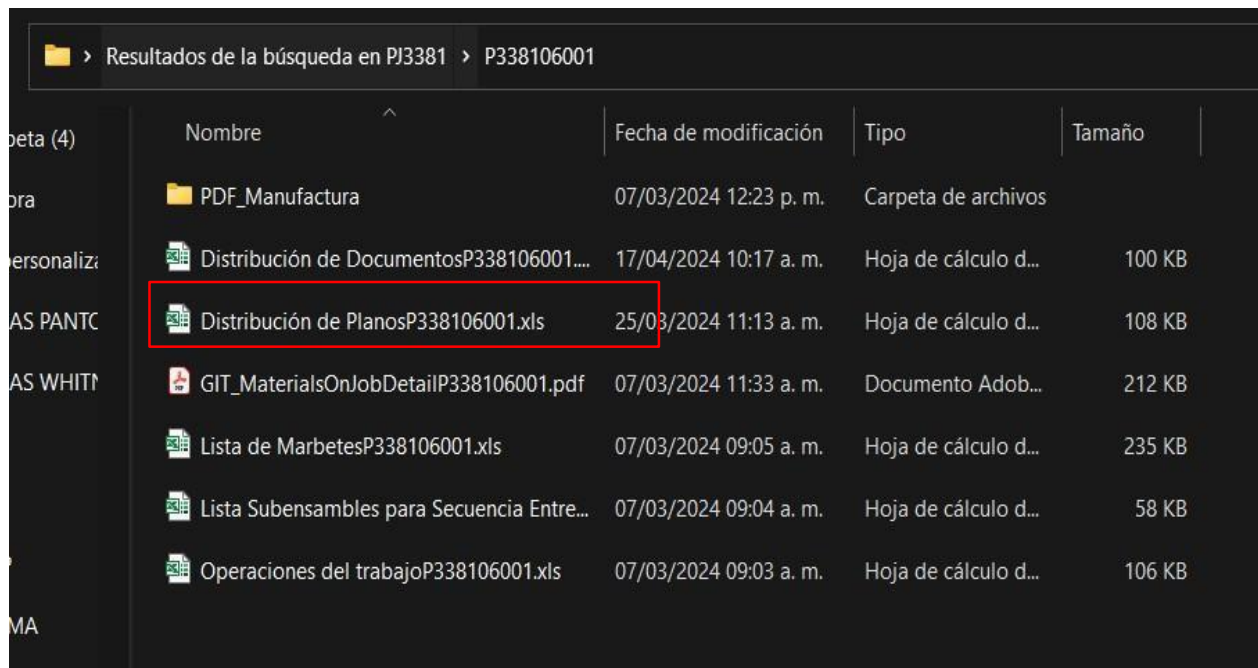 Resultados de la búsqueda en PJ3381 > P338106001
peta (4)
Nombre Fecha de modificación Tipo Tamaño
ora
PDF_Manufactura 07/03/2024 12:23 p. m. Carpeta de archivos
personaliza
Distribución de DocumentosP338106001.... 17/04/2024 10:17 a. m. Hoja de cálculo d... 100 KB
AS PANTO
Distribución de PlanosP338106001.xls 25/03/2024 11:13 a. m. Hoja de cálculo d... 108 KB
AS WHITN
GIT_MaterialsOnJobDetailP338106001.pdf 07/03/2024 11:33 a. m. Documento Adob... 212 KB
Lista de MarbetesP338106001.xls 07/03/2024 09:05 a. m. Hoja de cálculo d... 235 KB
Lista Subensambles para Secuencia Entre... 07/03/2024 09:04 a. m. Hoja de cálculo d... 58 KB
Operaciones del trabajoP338106001.xls 07/03/2024 09:03 a. m. Hoja de cálculo d... 106 KB
MA